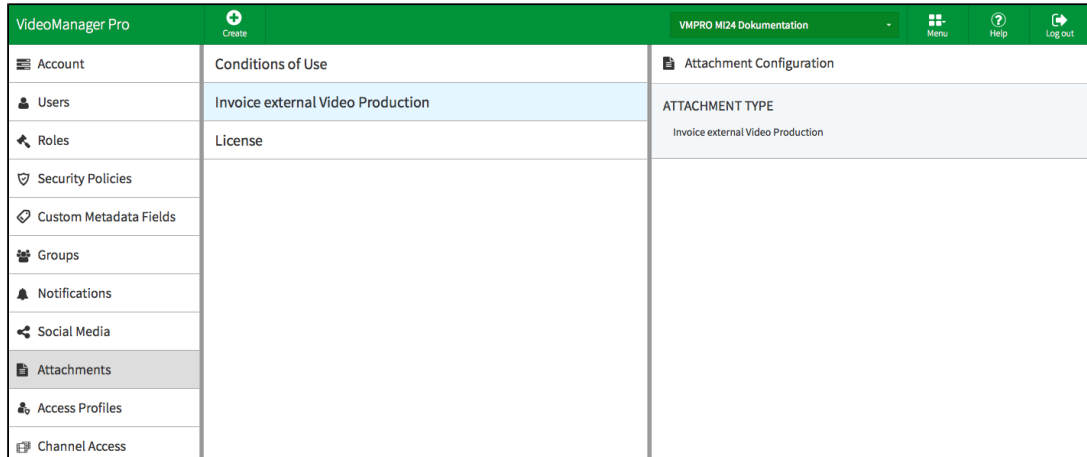 VideoManager Pro
Create
VMPRO MI24 Dokumentation
Menu
Help
Log out
Account
Users
Roles
Security Policies
Custom Metadata Fields
Groups
Notifications
Social Media
Attachments
Access Profiles
Channel Access
Conditions of Use
Invoice external Video Production
License
Attachment Configuration
ATTACHMENT TYPE
Invoice external Video Production